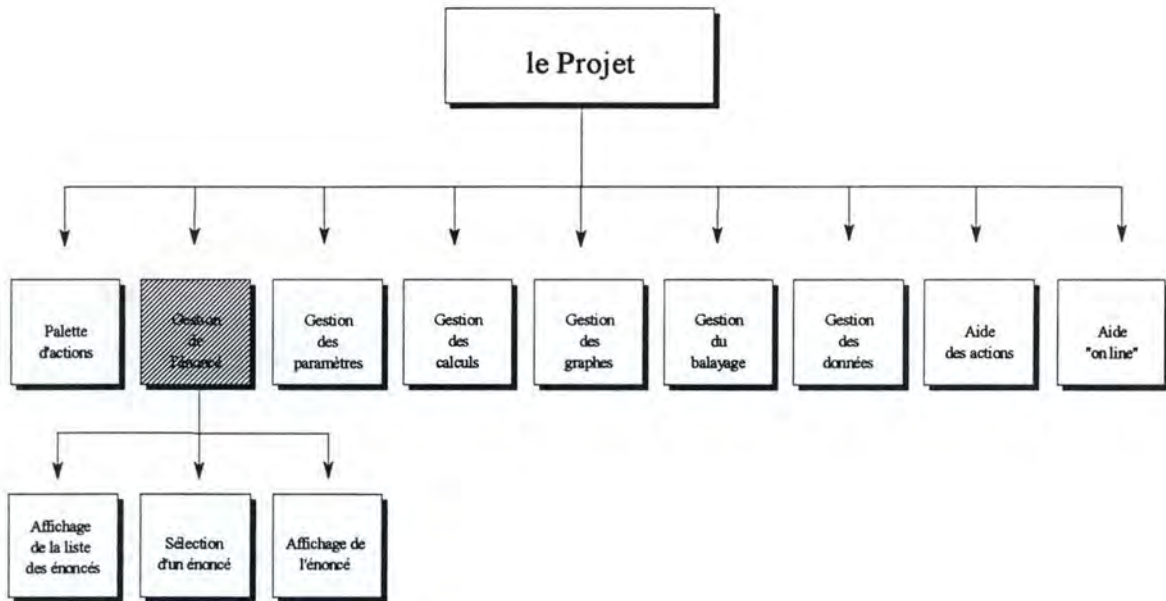 le Projet
Palette
d'actions
Gestion
de
l'énoncé
Gestion
des
paramètres
Gestion
des
calculs
Gestion
des
graphes
Gestion
du
balayage
Gestion
des
données
Aide
des actions
Aide
"on line"
Affichage
de la liste
des énoncés
Sélection
d'un énoncé
Affichage de
l'énoncé